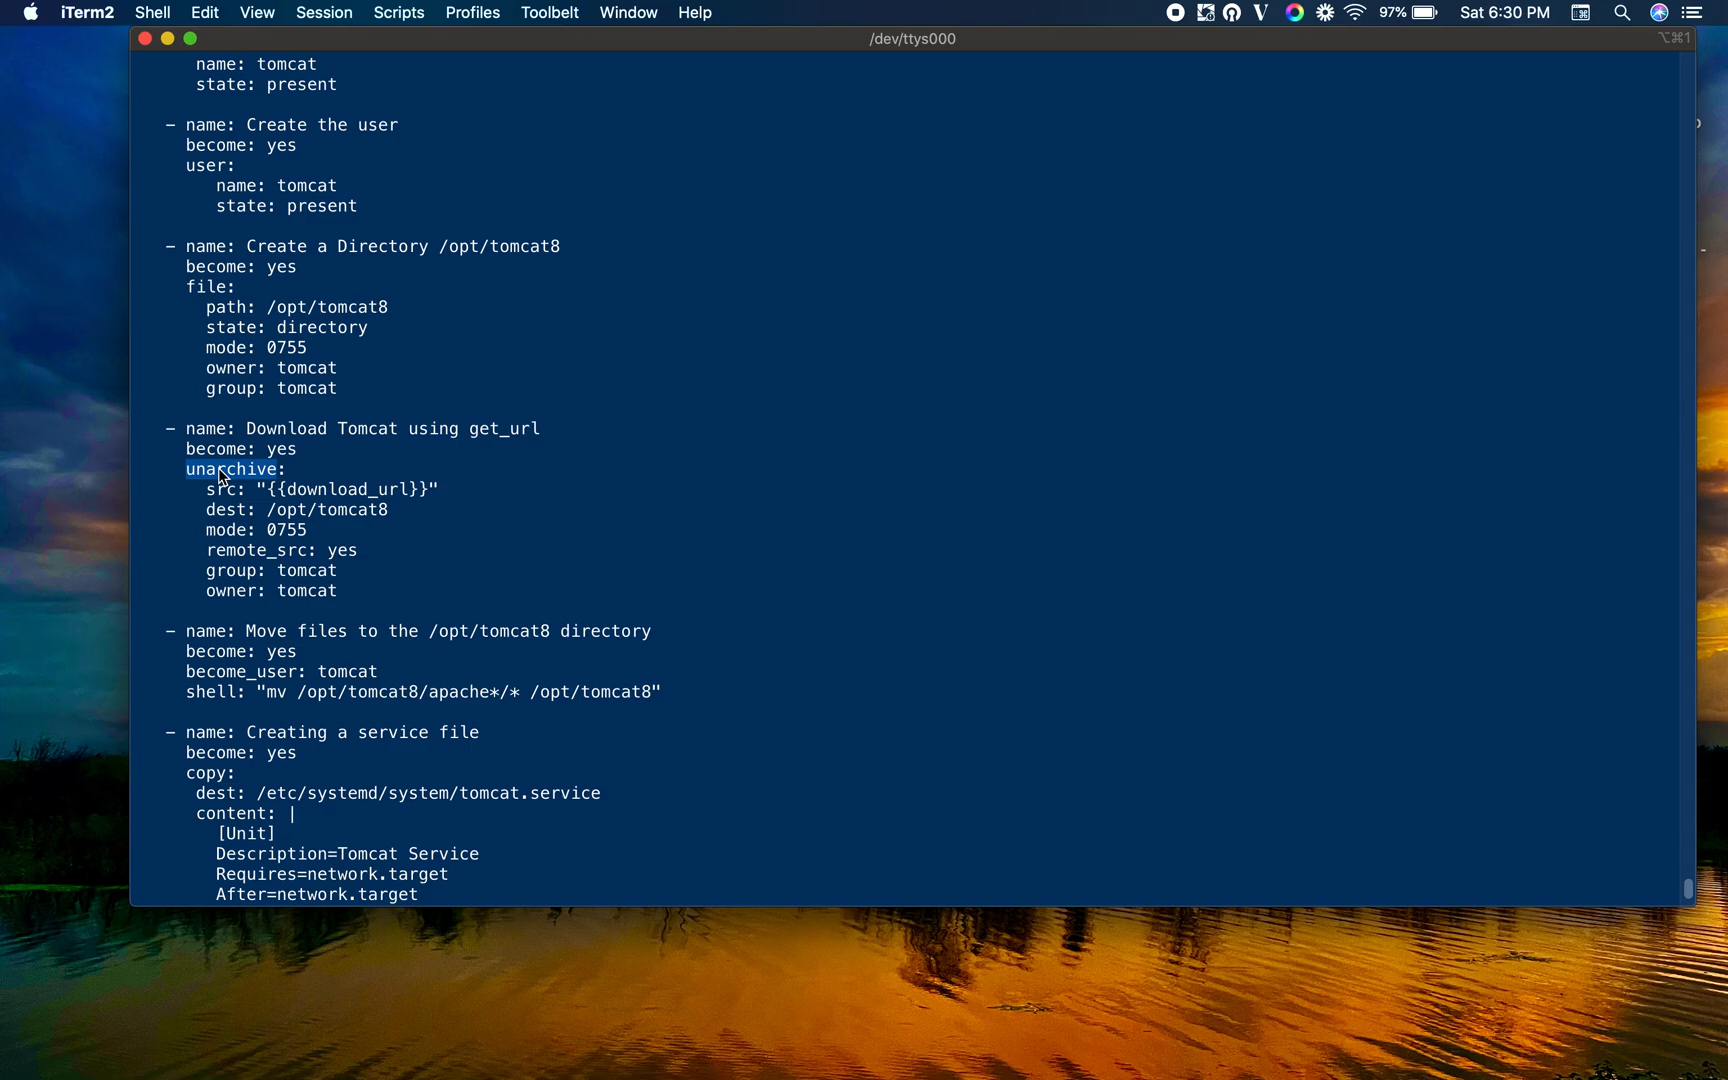 iTerm2 Shell Edit View Session Scripts Profiles Toolbelt Window Help V 97% Sat 6:30 PM
/dev/ttys000 ⌥⌘1
name: tomcat
state: present
- name: Create the user
become: yes
user:
name: tomcat
state: present
- name: Create a Directory /opt/tomcat8
become: yes
file:
path: /opt/tomcat8
state: directory
mode: 0755
owner: tomcat
group: tomcat
- name: Download Tomcat using get_url
become: yes
unarchive:
src: "{{download_url}}"
dest: /opt/tomcat8
mode: 0755
remote_src: yes
group: tomcat
owner: tomcat
- name: Move files to the /opt/tomcat8 directory
become: yes
become_user: tomcat
shell: "mv /opt/tomcat8/apache*/* /opt/tomcat8"
- name: Creating a service file
become: yes
copy:
dest: /etc/systemd/system/tomcat.service
content: |
[Unit]
Description=Tomcat Service
Requires=network.target
After=network.target